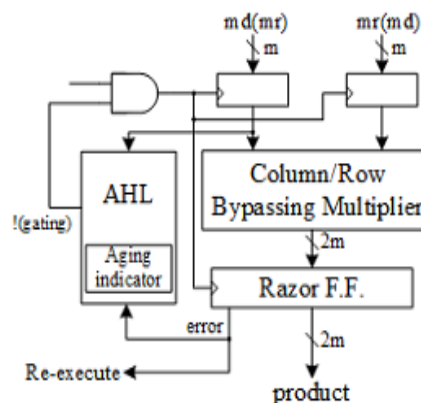 md(mr)
mr(md)
m
m
AHL
Column/Row
Bypassing Multiplier
!(gating)
Aging
indicator
2m
Razor F.F.
error
2m
Re-execute
product